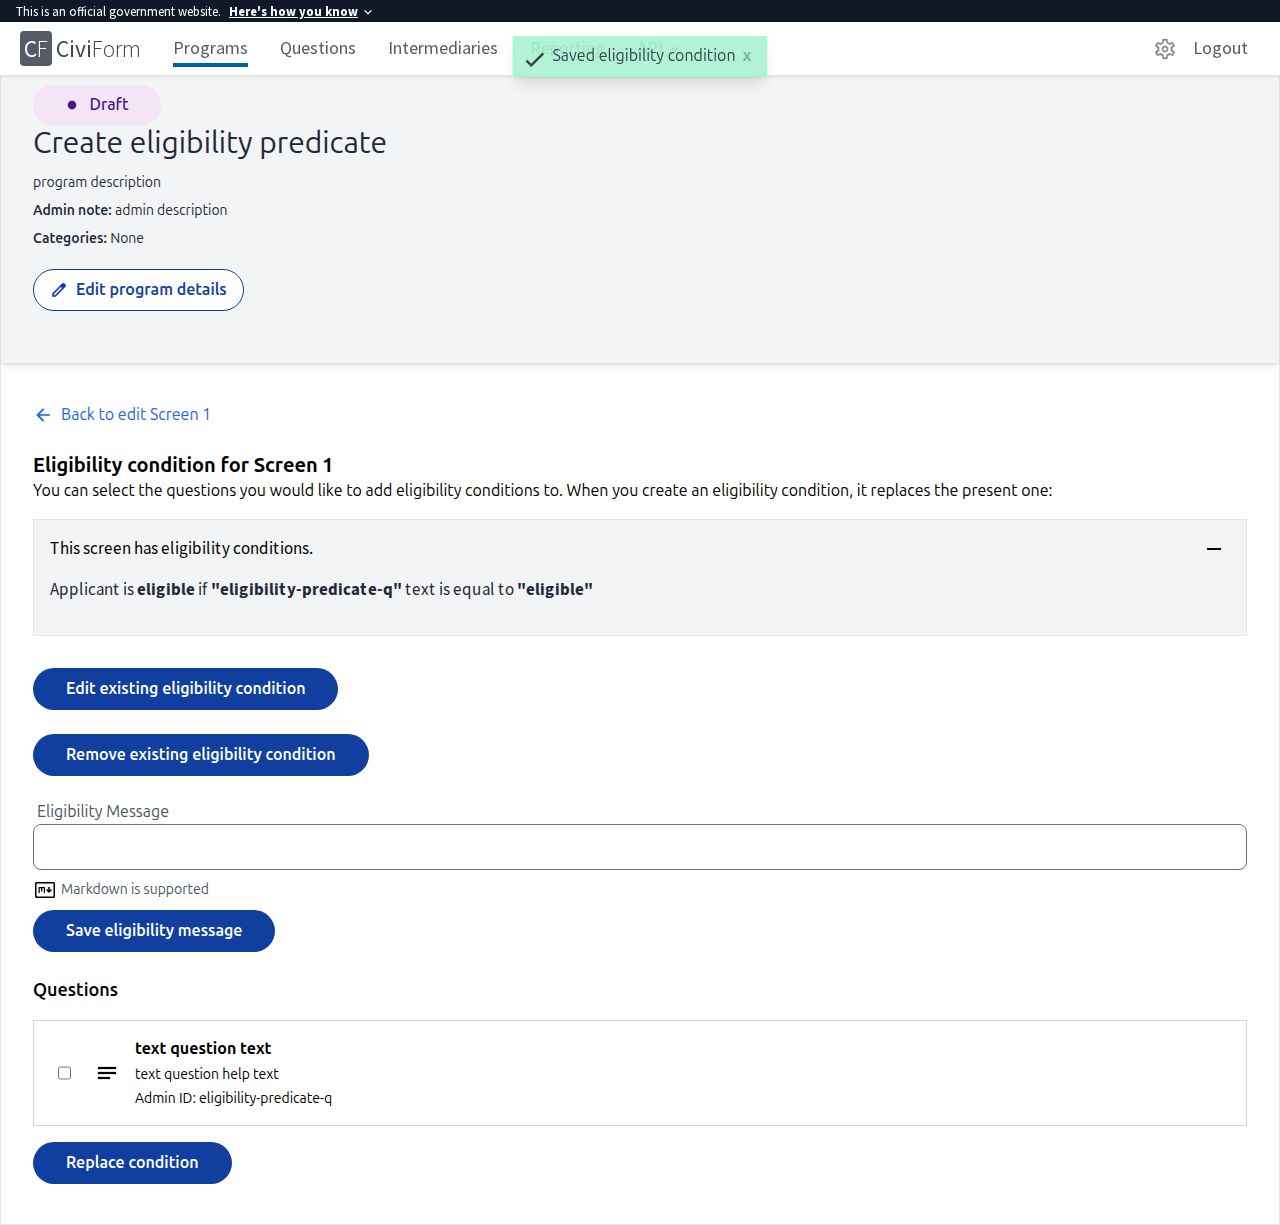 This is an official government website. Here's how you know
CF CiviForm Programs Questions Intermediaries Reporting API Logout
Saved eligibility condition x
Draft
Create eligibility predicate
program description
Admin note: admin description
Categories: None
Edit program details
Back to edit Screen 1
Eligibility condition for Screen 1
You can select the questions you would like to add eligibility conditions to. When you create an eligibility condition, it replaces the present one:
This screen has eligibility conditions.
Applicant is eligible if "eligibility-predicate-q" text is equal to "eligible"
Edit existing eligibility condition
Remove existing eligibility condition
Eligibility Message
Markdown is supported
Save eligibility message
Questions
text question text
text question help text
Admin ID: eligibility-predicate-q
Replace condition